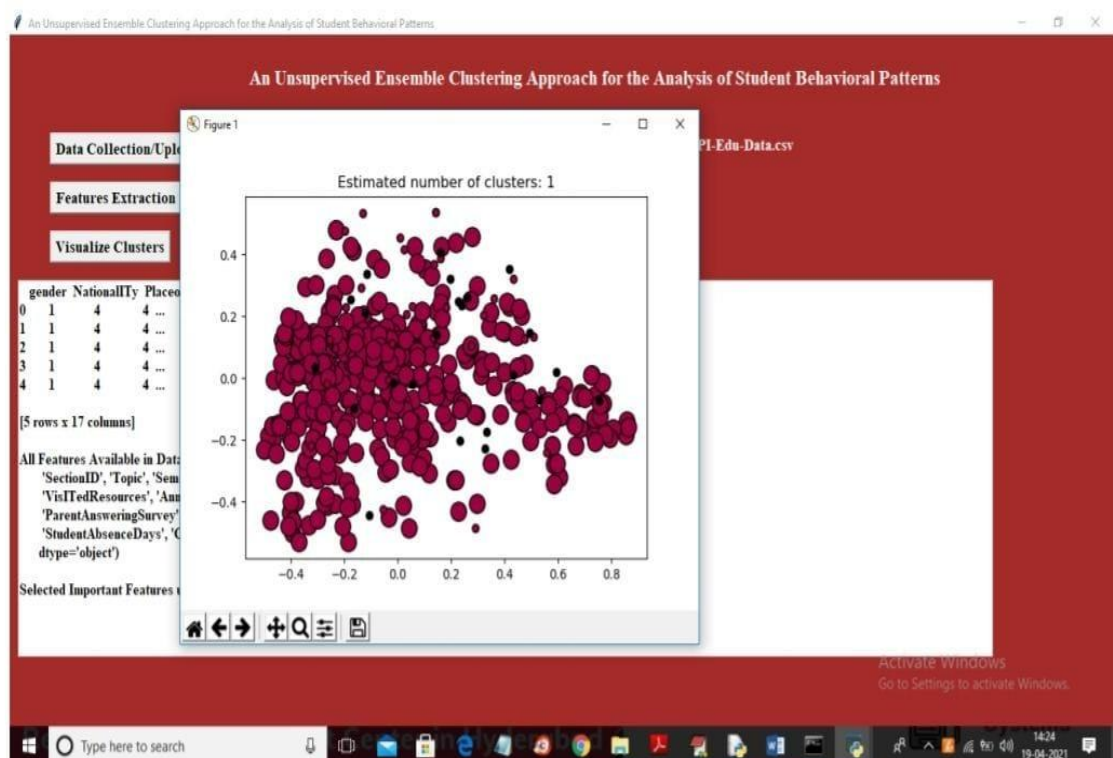 An Unsupervised Ensemble Clustering Approach for the Analysis of Student Behavioral Patterns
An Unsupervised Ensemble Clustering Approach for the Analysis of Student Behavioral Patterns
Figure 1
Data Collection/Uplo
PI-Edu-Data.csv
Features Extraction
Visualize Clusters
Estimated number of clusters: 1
0.4
0.2
0.0
−0.2
−0.4
−0.4 −0.2 0.0 0.2 0.4 0.6 0.8
gender NationalITy Placeo
0 1 4 4 ...
1 1 4 4 ...
2 1 4 4 ...
3 1 4 4 ...
4 1 4 4 ...
[5 rows x 17 columns]
All Features Available in Data
'SectionID', 'Topic', 'Sem
'VisITedResources', 'Ann
'ParentAnsweringSurvey'
'StudentAbsenceDays', 'C
dtype='object')
Selected Important Features u
Activate Windows
Go to Settings to activate Windows.
Type here to search
14:24
19-04-2021